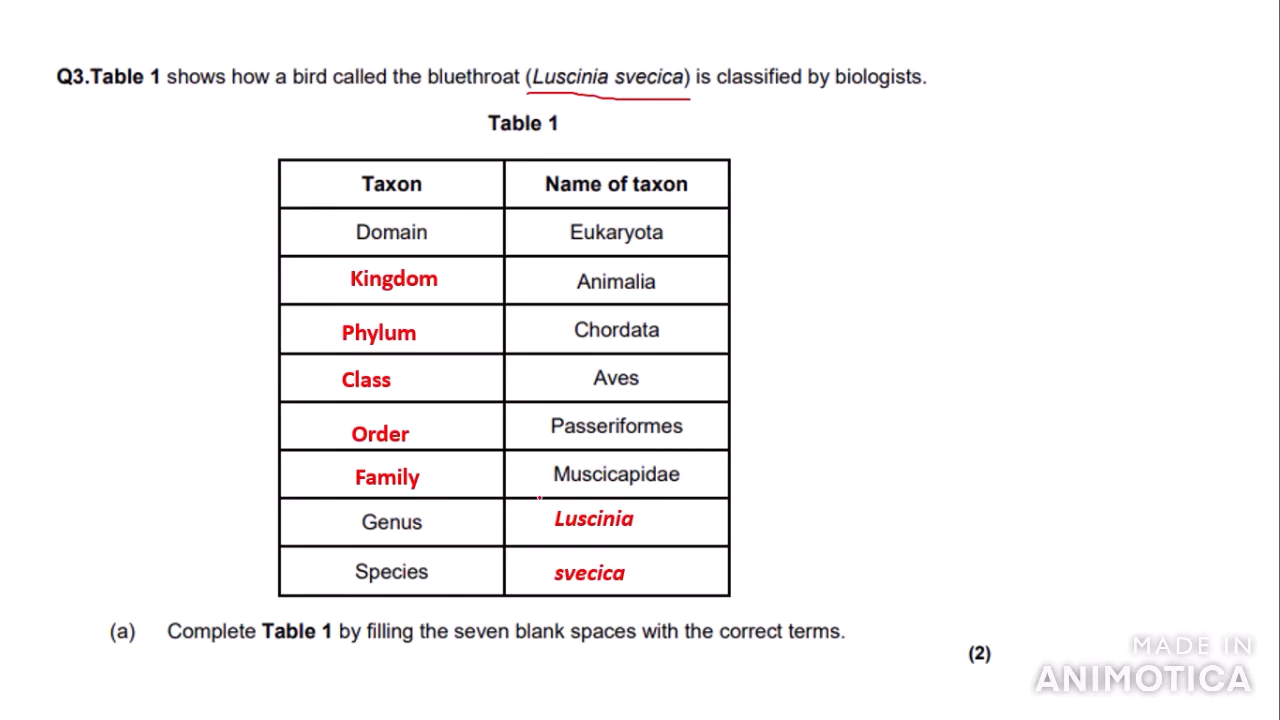 Q3.Table 1 shows how a bird called the bluethroat (Luscinia svecica) is classified by biologists.
Table 1
Taxon Name of taxon
Domain Eukaryota
Kingdom Animalia
Phylum Chordata
Class Aves
Order Passeriformes
Family Muscicapidae
Genus Luscinia
Species svecica
(a) Complete Table 1 by filling the seven blank spaces with the correct terms.
(2)
MADE IN
ANIMOTICA